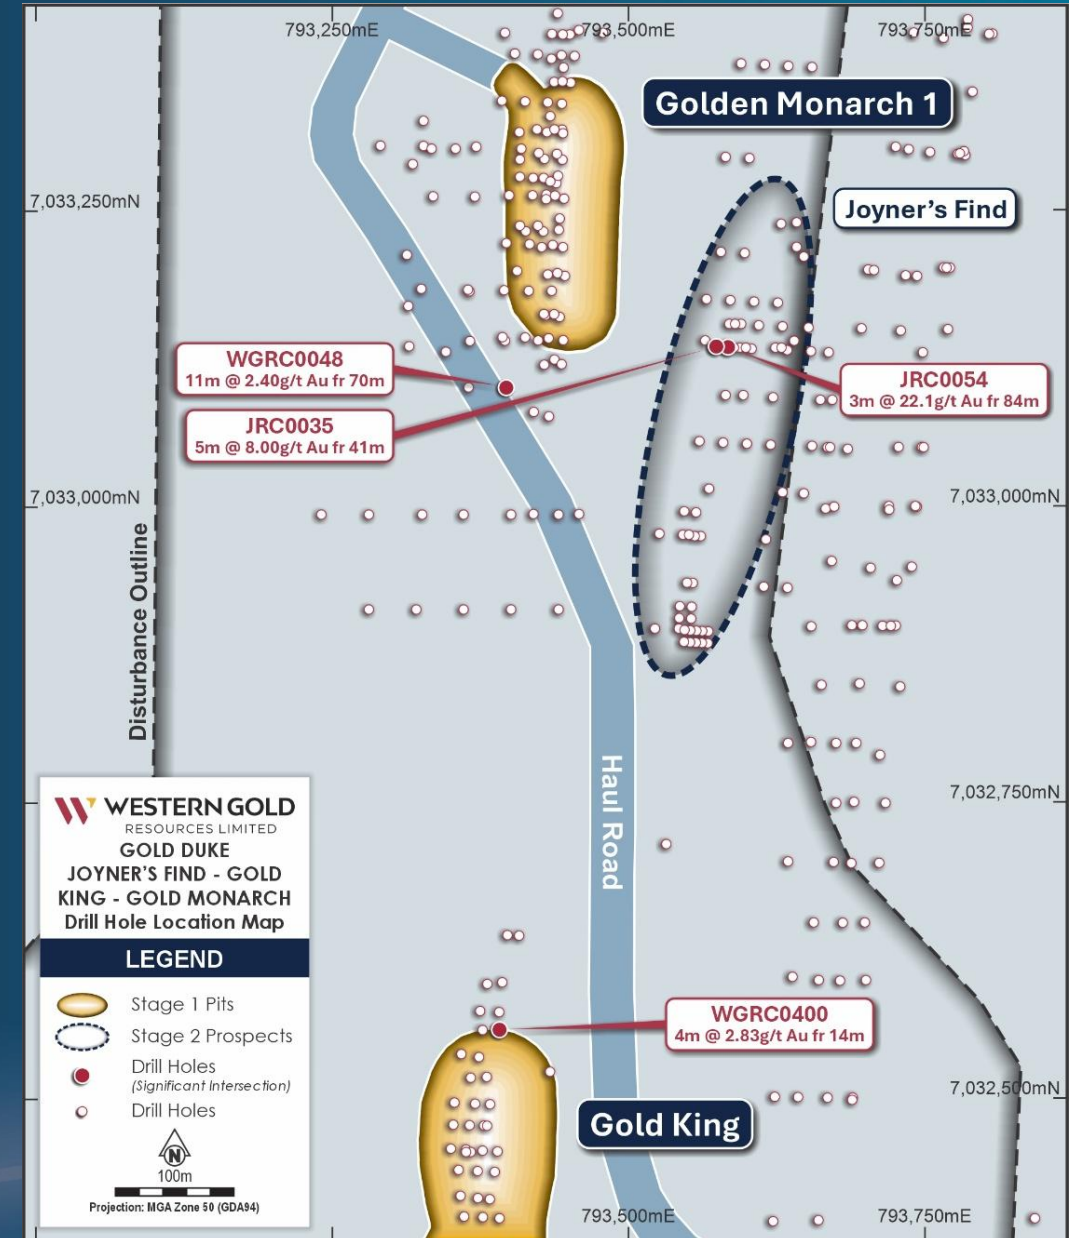 793,250mE
793,500mE
793,750mE
Golden Monarch 1
Joyner's Find
7,033,250mN
WGRC0048
11m @ 2.40g/t Au fr 70m
JRC0035
5m @ 8.00g/t Au fr 41m
JRC0054
3m @ 22.1g/t Au fr 84m
7,033,000mN
7,033,000mN
Disturbance Outline
Haul Road
7,032,750mN
WESTERN GOLD
RESOURCES LIMITED
GOLD DUKE
JOYNER'S FIND - GOLD
KING - GOLD MONARCH
Drill Hole Location Map
LEGEND
Stage 1 Pits
Stage 2 Prospects
Drill Holes
(Significant Intersection)
Drill Holes
N
100m
Projection: MGA Zone 50 (GDA94)
WGRC0400
4m @ 2.83g/t Au fr 14m
7,032,500mN
Gold King
793,500mE
793,750mE